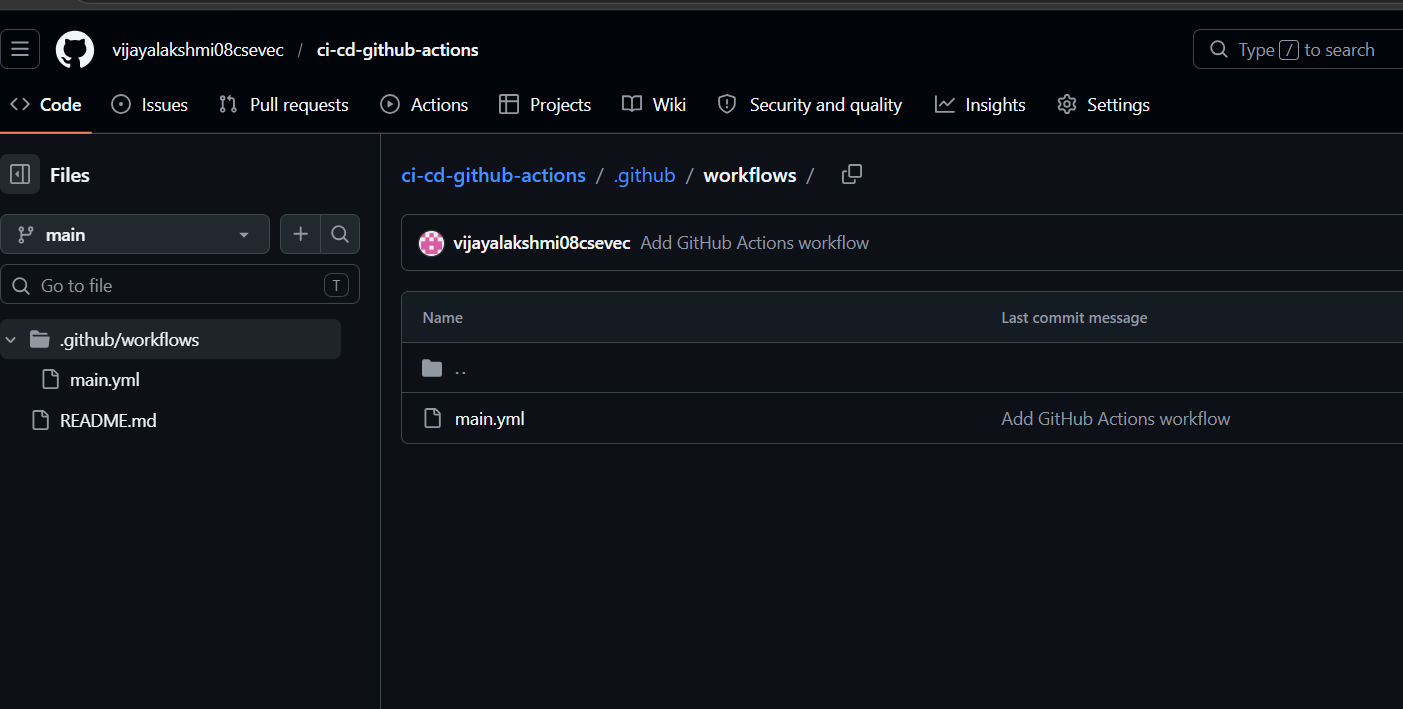 vijayalakshmi08csevec / ci-cd-github-actions
Type / to search
Code Issues Pull requests Actions Projects Wiki Security and quality Insights Settings
Files
main
Go to file T
.github/workflows
main.yml
README.md
ci-cd-github-actions / .github / workflows /
vijayalakshmi08csevec Add GitHub Actions workflow
Name Last commit message
..
main.yml Add GitHub Actions workflow